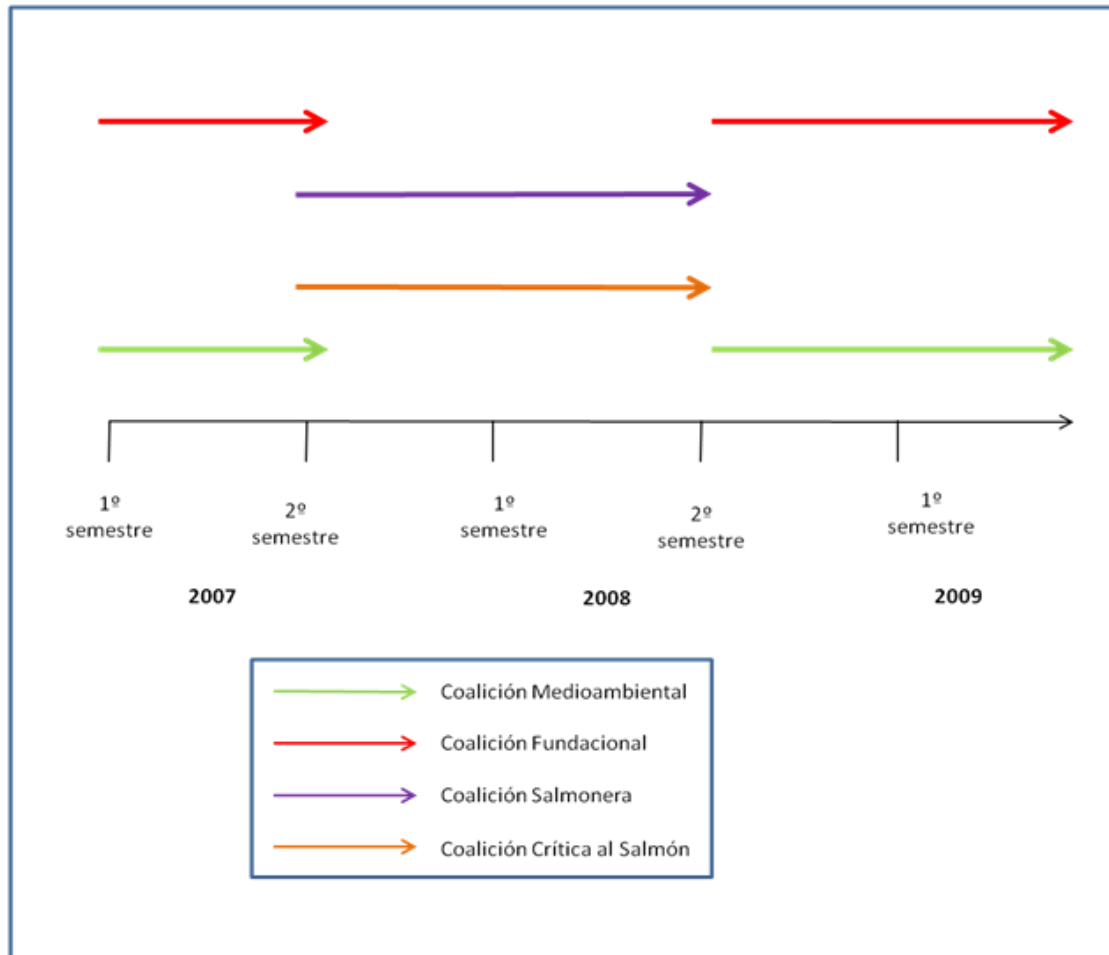 1º
semestre
2º
semestre
1º
semestre
2º
semestre
1º
semestre
2007
2008
2009
Coalición Medioambiental
Coalición Fundacional
Coalición Salmonera
Coalición Crítica al Salmón